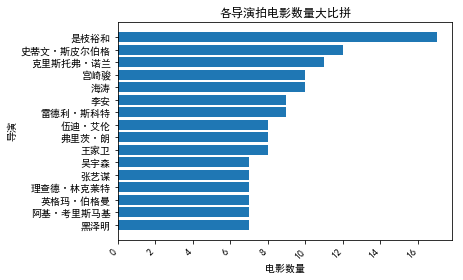 各导演拍电影数量大比拼
是枝裕和
史蒂文·斯皮尔伯格
克里斯托弗·诺兰
宫崎骏
海涛
李安
雷德利·斯科特
伍迪·艾伦
弗里茨·朗
王家卫
吴宇森
张艺谋
理查德·林克莱特
英格玛·伯格曼
阿基·考里斯马基
黑泽明
导演
0 2 4 6 8 10 12 14 16
电影数量